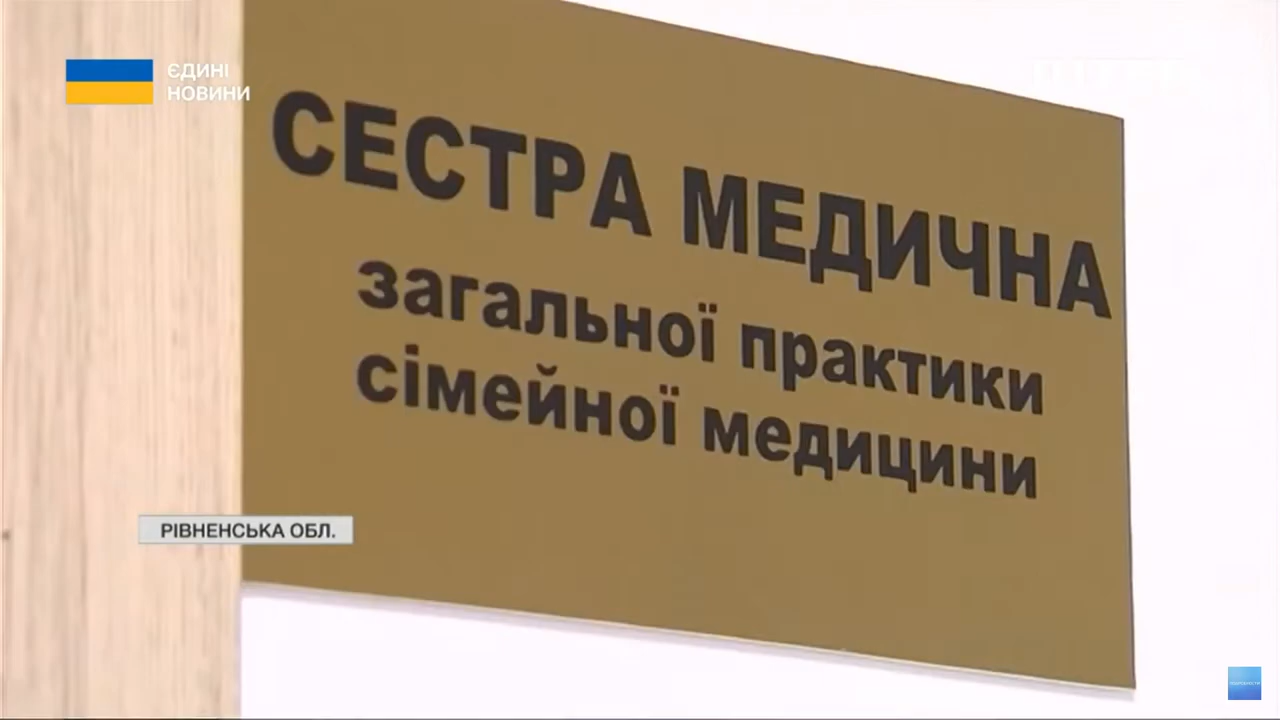 ЄДИНІ
НОВИНИ
СЕСТРА МЕДИЧНА
загальної практики
сімейної медицини
РІВНЕНСЬКА ОБЛ.